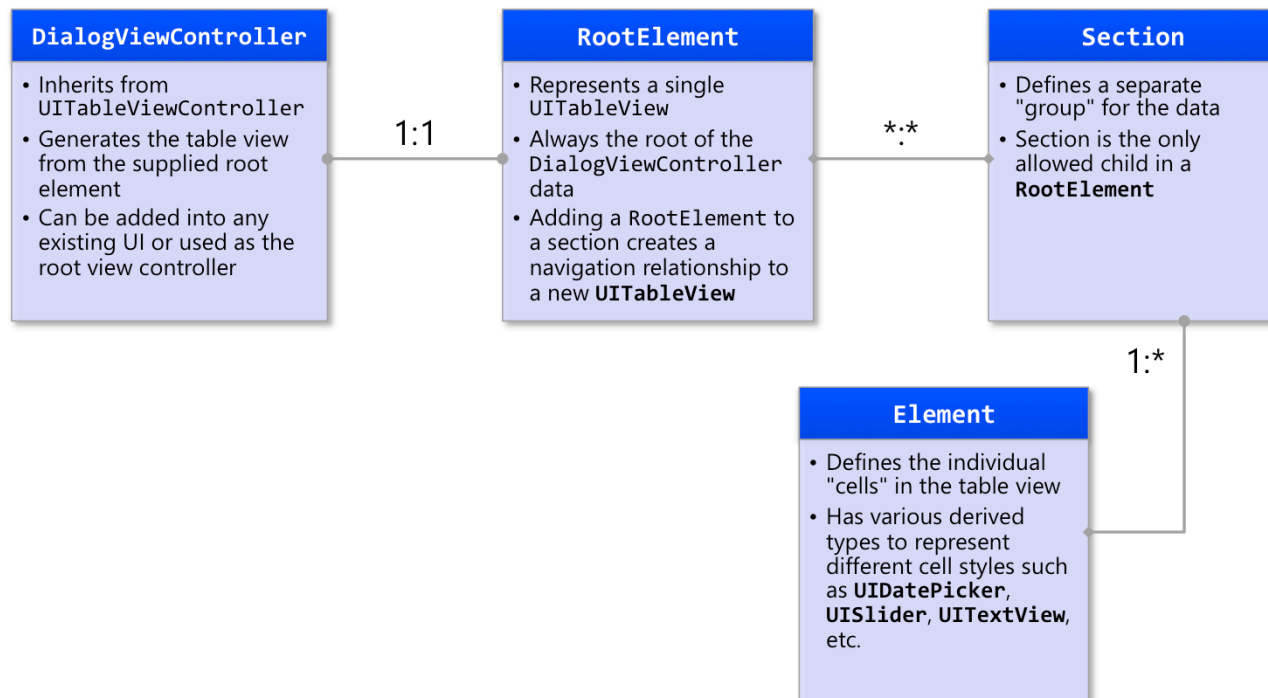 DialogViewController
• Inherits from
UITableViewController
• Generates the table view
from the supplied root
element
• Can be added into any
existing UI or used as the
root view controller
1:1
RootElement
• Represents a single
UITableView
• Always the root of the
DialogViewController
data
• Adding a RootElement to
a section creates a
navigation relationship to
a new UITableView
*:*
Section
• Defines a separate
"group" for the data
• Section is the only
allowed child in a
RootElement
1:*
Element
• Defines the individual
"cells" in the table view
• Has various derived
types to represent
different cell styles such
as UIDatePicker,
UISlider, UITextView,
etc.